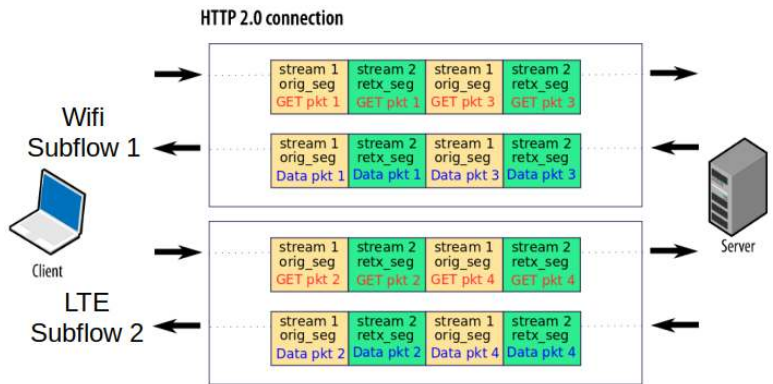 HTTP 2.0 connection
stream 1 stream 2 stream 1 stream 2
orig_seg retx_seg orig_seg retx_seg
GET pkt 1 GET pkt 1 GET pkt 3 GET pkt 3
Wifi
Subflow 1
stream 1 stream 2 stream 1 stream 2
orig_seg retx_seg orig_seg retx_seg
Data pkt 1 Data pkt 1 Data pkt 3 Data pkt 3
Client
Server
stream 1 stream 2 stream 1 stream 2
orig_seg retx_seg orig_seg retx_seg
GET pkt 2 GET pkt 2 GET pkt 4 GET pkt 4
LTE
Subflow 2
stream 1 stream 2 stream 1 stream 2
orig_seg retx_seg orig_seg retx_seg
Data pkt 2 Data pkt 2 Data pkt 4 Data pkt 4